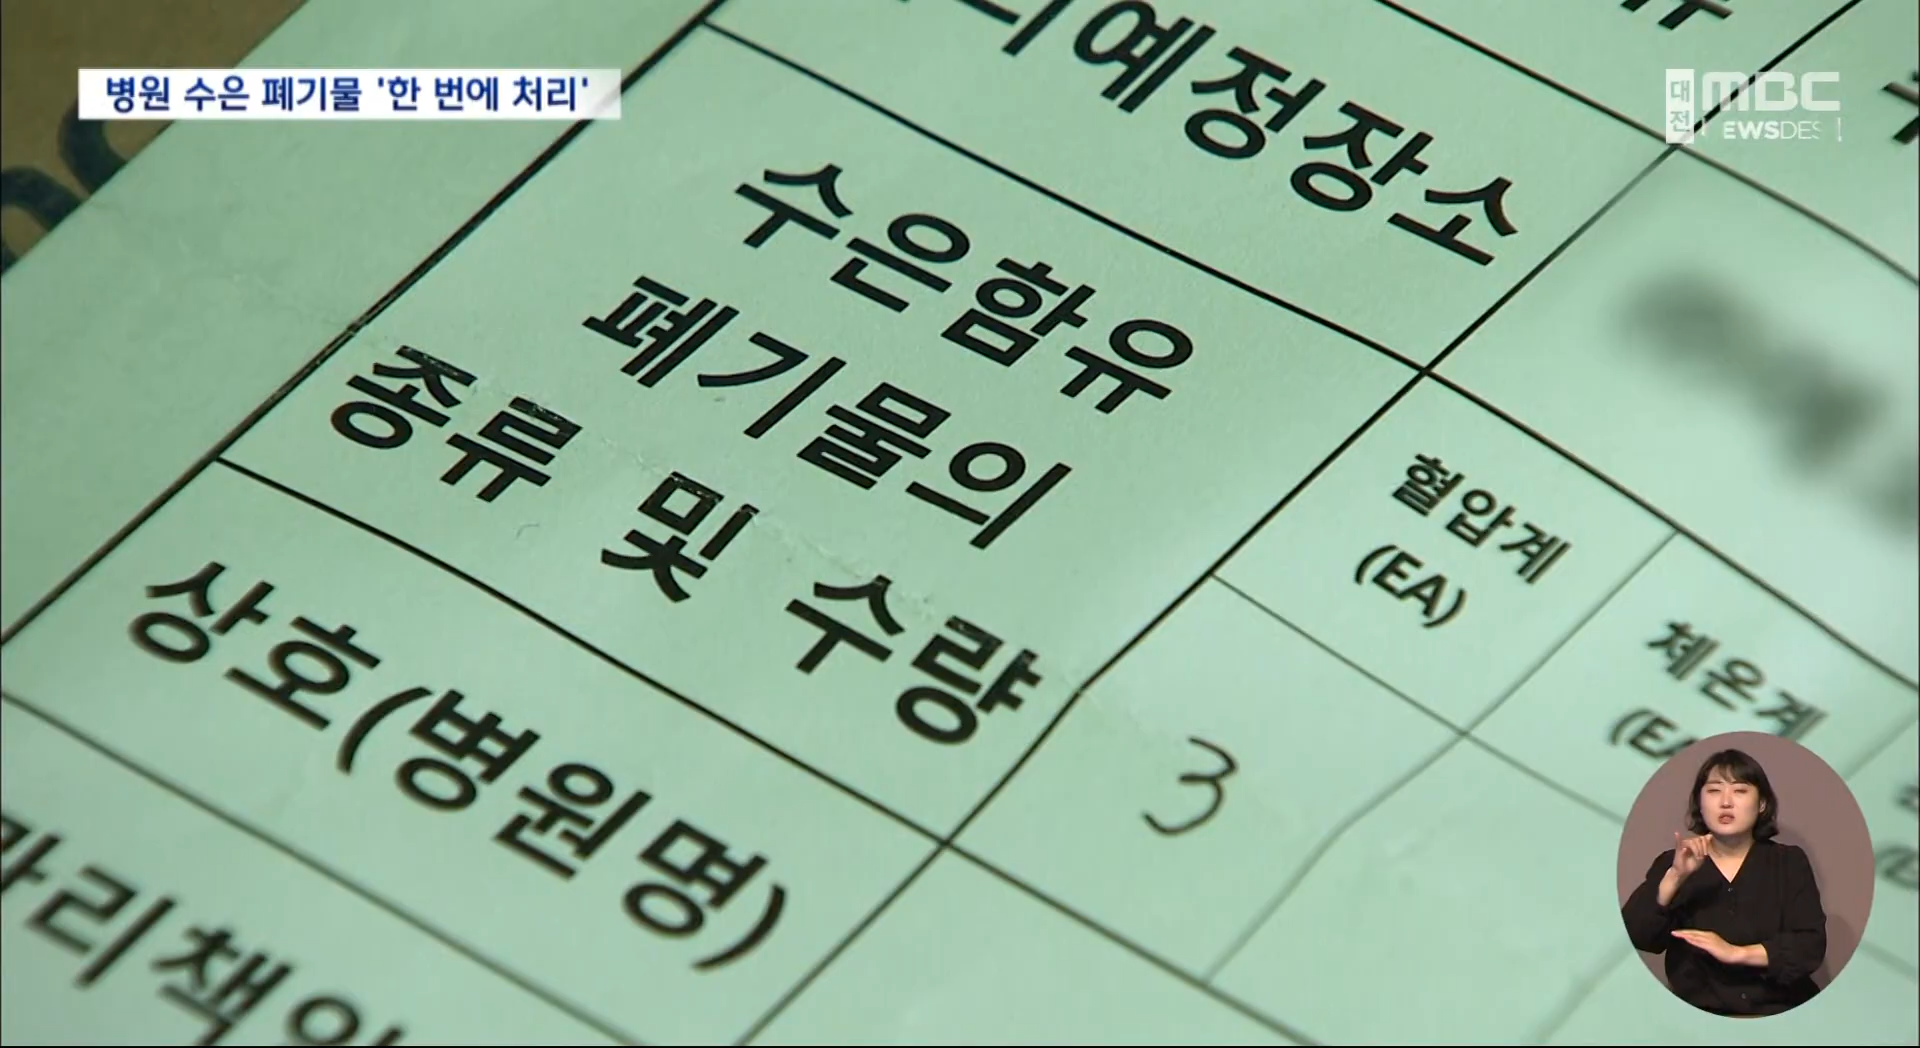 병원 수은 폐기물 '한 번에 처리'
대전 MBC
예정장소
수은함유
폐기물의
종류 및 수량
혈압계
(EA)
체온계
3
상호(병원명)